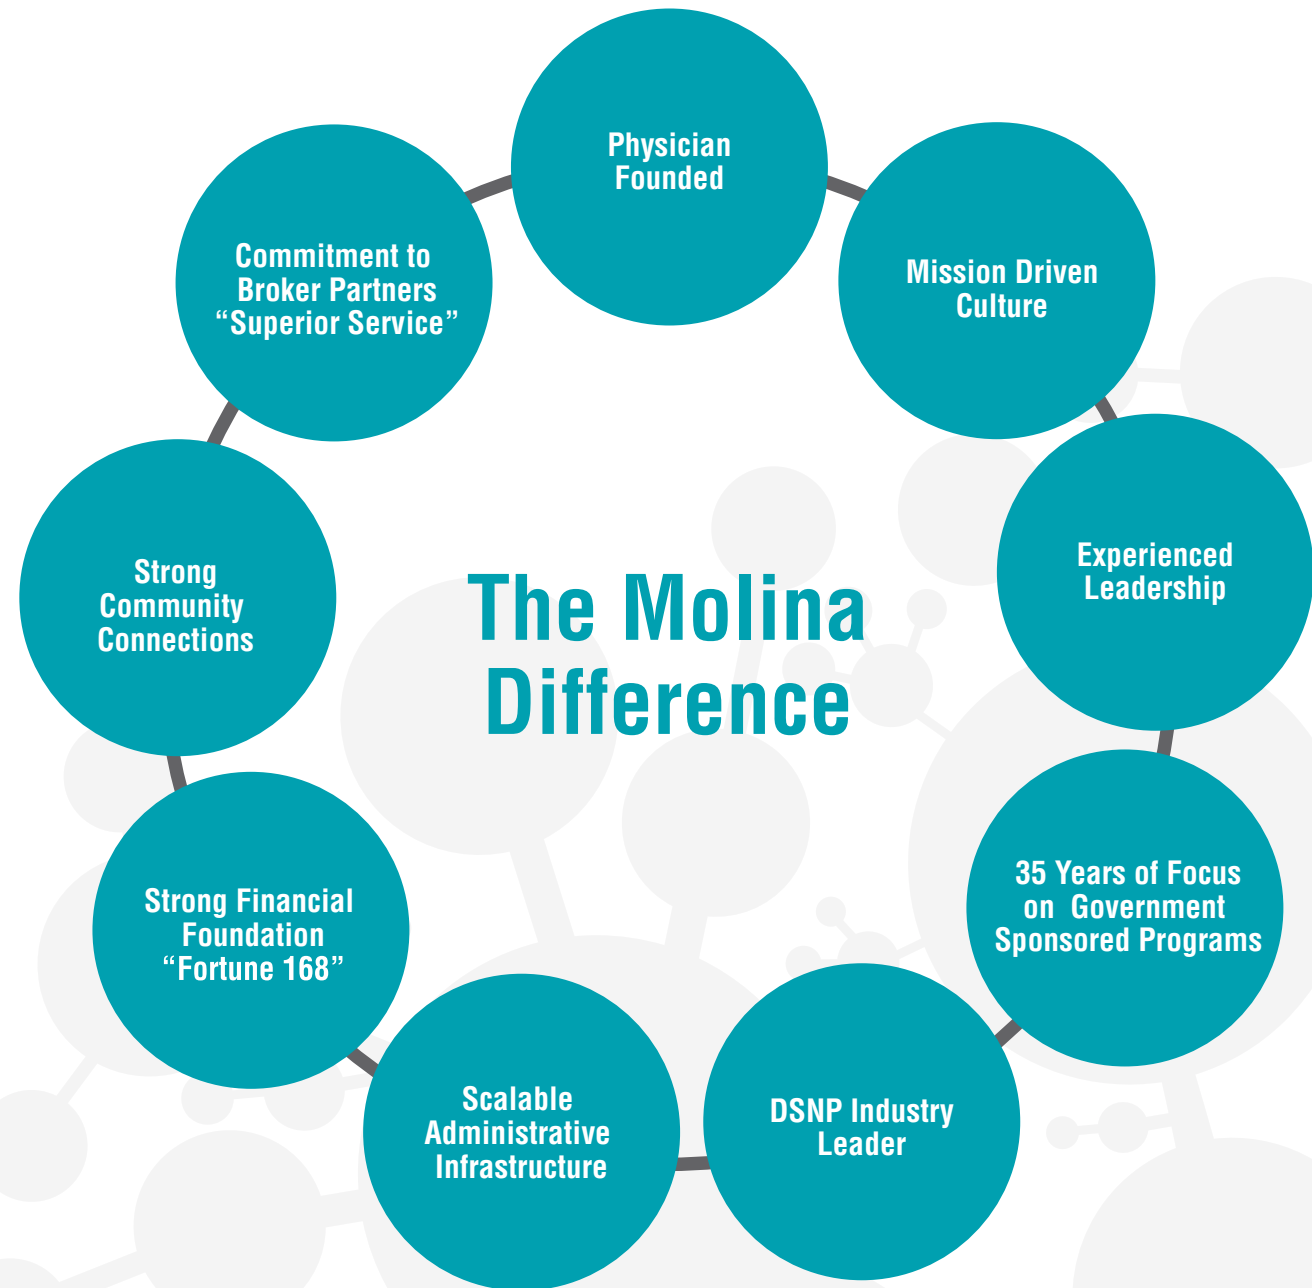 Physician
Founded
Mission Driven
Culture
Experienced
Leadership
35 Years of Focus
on Government
Sponsored Programs
DSNP Industry
Leader
Scalable
Administrative
Infrastructure
Strong Financial
Foundation
“Fortune 168”
Strong
Community
Connections
Commitment to
Broker Partners
“Superior Service”
The Molina
Difference